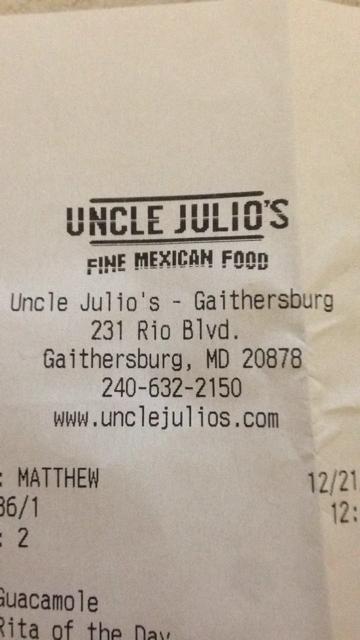 UNCLE JULIO'S
FINE MEXICAN FOOD
Uncle Julio's - Gaithersburg
231 Rio Blvd.
Gaithersburg, MD 20878
240-632-2150
www.unclejulios.com
: MATTHEW 12/21
36/1 12:
: 2
Guacamole
Rita of the Day